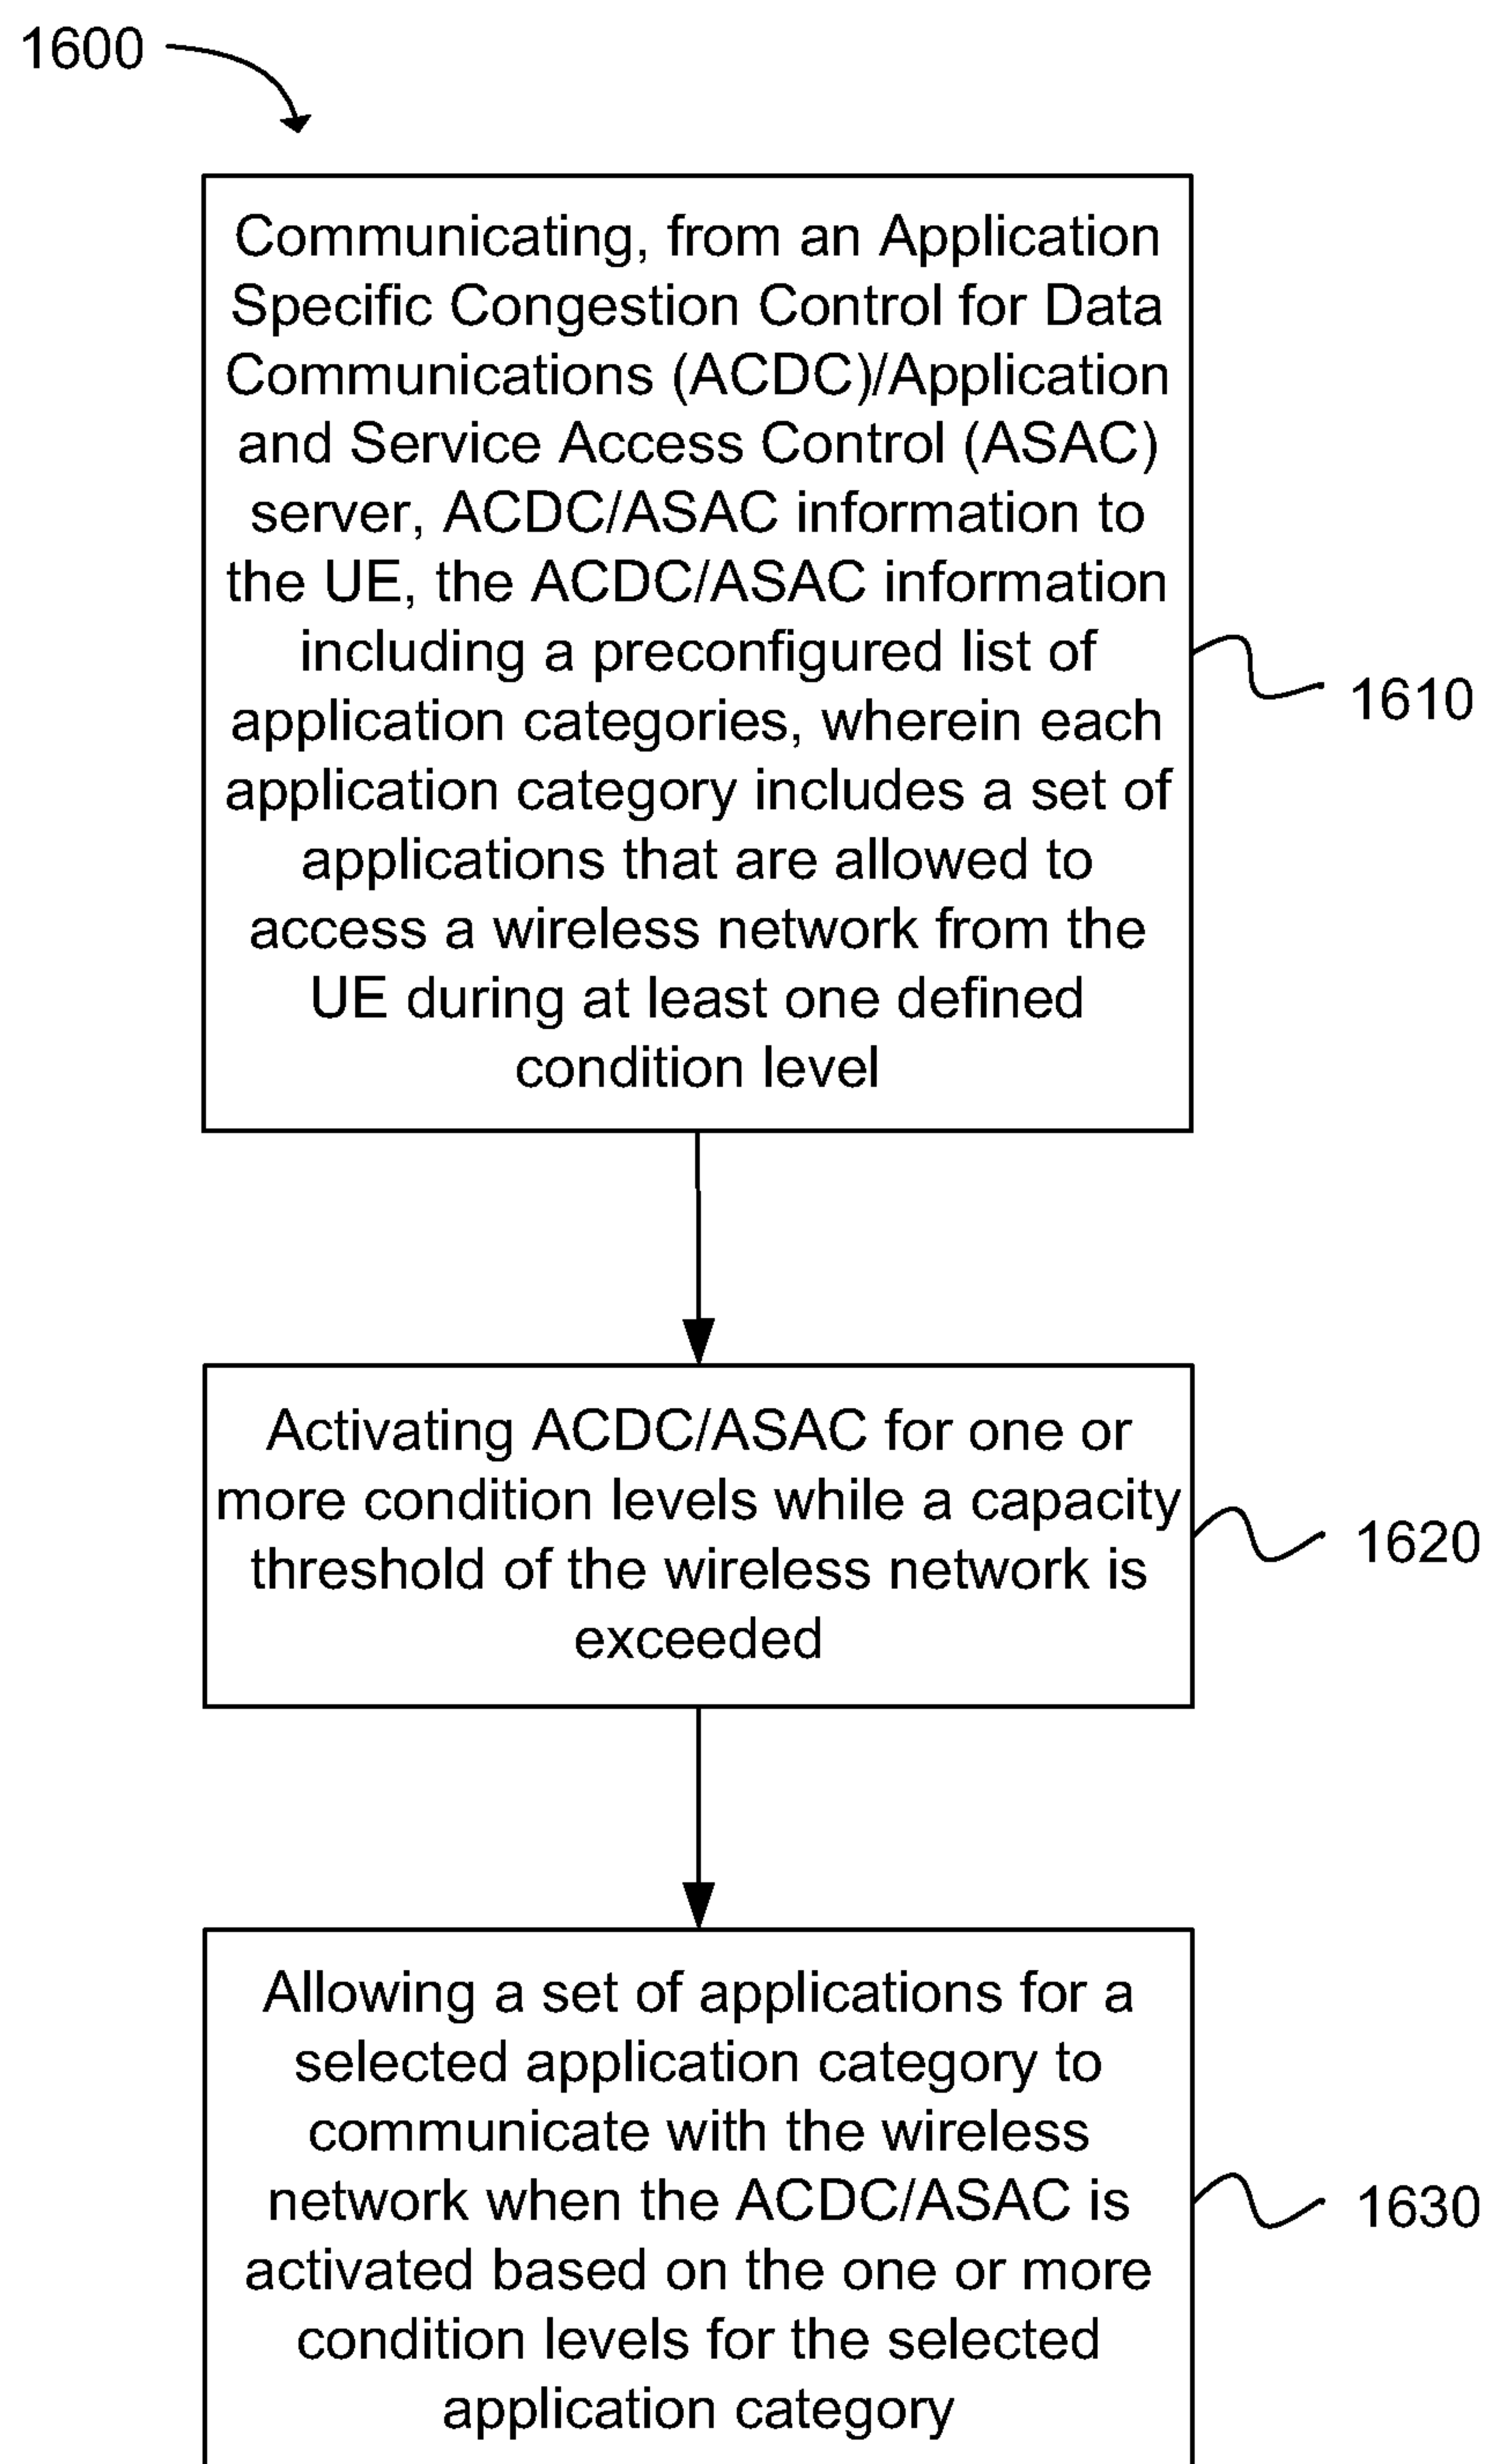 1600
Communicating, from an Application
Specific Congestion Control for Data
Communications (ACDC)/Application
and Service Access Control (ASAC)
server, ACDC/ASAC information to
the UE, the ACDC/ASAC information
including a preconfigured list of
application categories, wherein each
application category includes a set of
applications that are allowed to
access a wireless network from the
UE during at least one defined
condition level
1610
Activating ACDC/ASAC for one or
more condition levels while a capacity
threshold of the wireless network is
exceeded
1620
Allowing a set of applications for a
selected application category to
communicate with the wireless
network when the ACDC/ASAC is
activated based on the one or more
condition levels for the selected
application category
1630